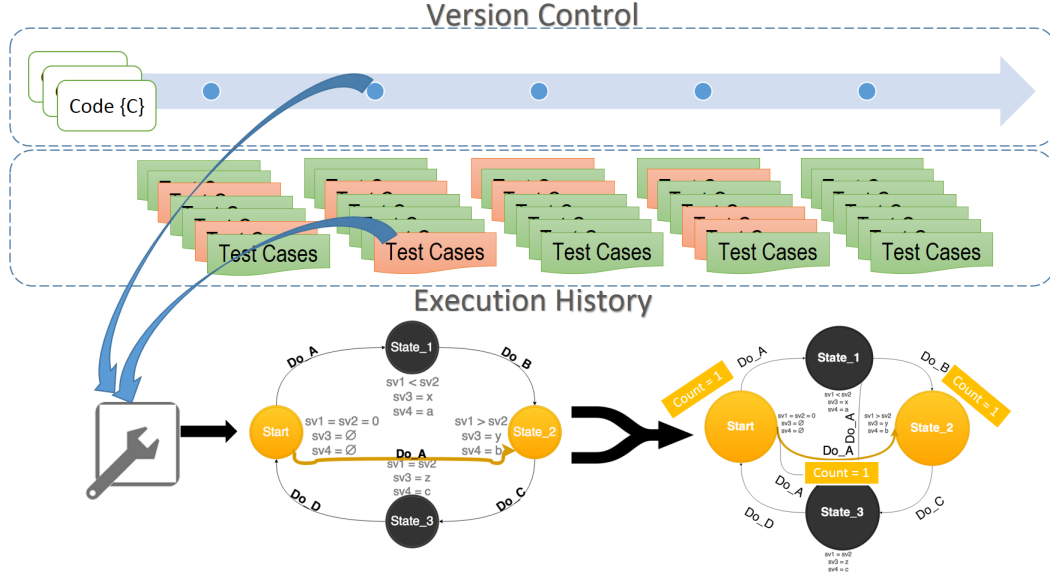 Version Control
Code {C}
Test Cases
Test Cases
Test Cases
Test Cases
Test Cases
Execution History
Do_A
State_1
Do_B
sv1 < sv2
sv3 = x
sv4 = a
Start
sv1 = sv2 = 0
sv3 = ∅
sv4 = ∅
sv1 > sv2
sv3 = y
sv4 = b
State_2
Do_A
sv1 = sv2
sv3 = z
sv4 = c
Do_D
Do_C
State_3
Do_A
State_1
Do_B
Count = 1
Count = 1
sv1 < sv2
sv3 = x
sv4 = a
Start
sv1 = sv2 = 0
sv3 = ∅
sv4 = ∅
Do_A
sv1 > sv2
sv3 = y
sv4 = b
State_2
Do_A
Count = 1
Do_A
Do_D
Do_C
State_3
sv1 = sv2
sv3 = z
sv4 = c